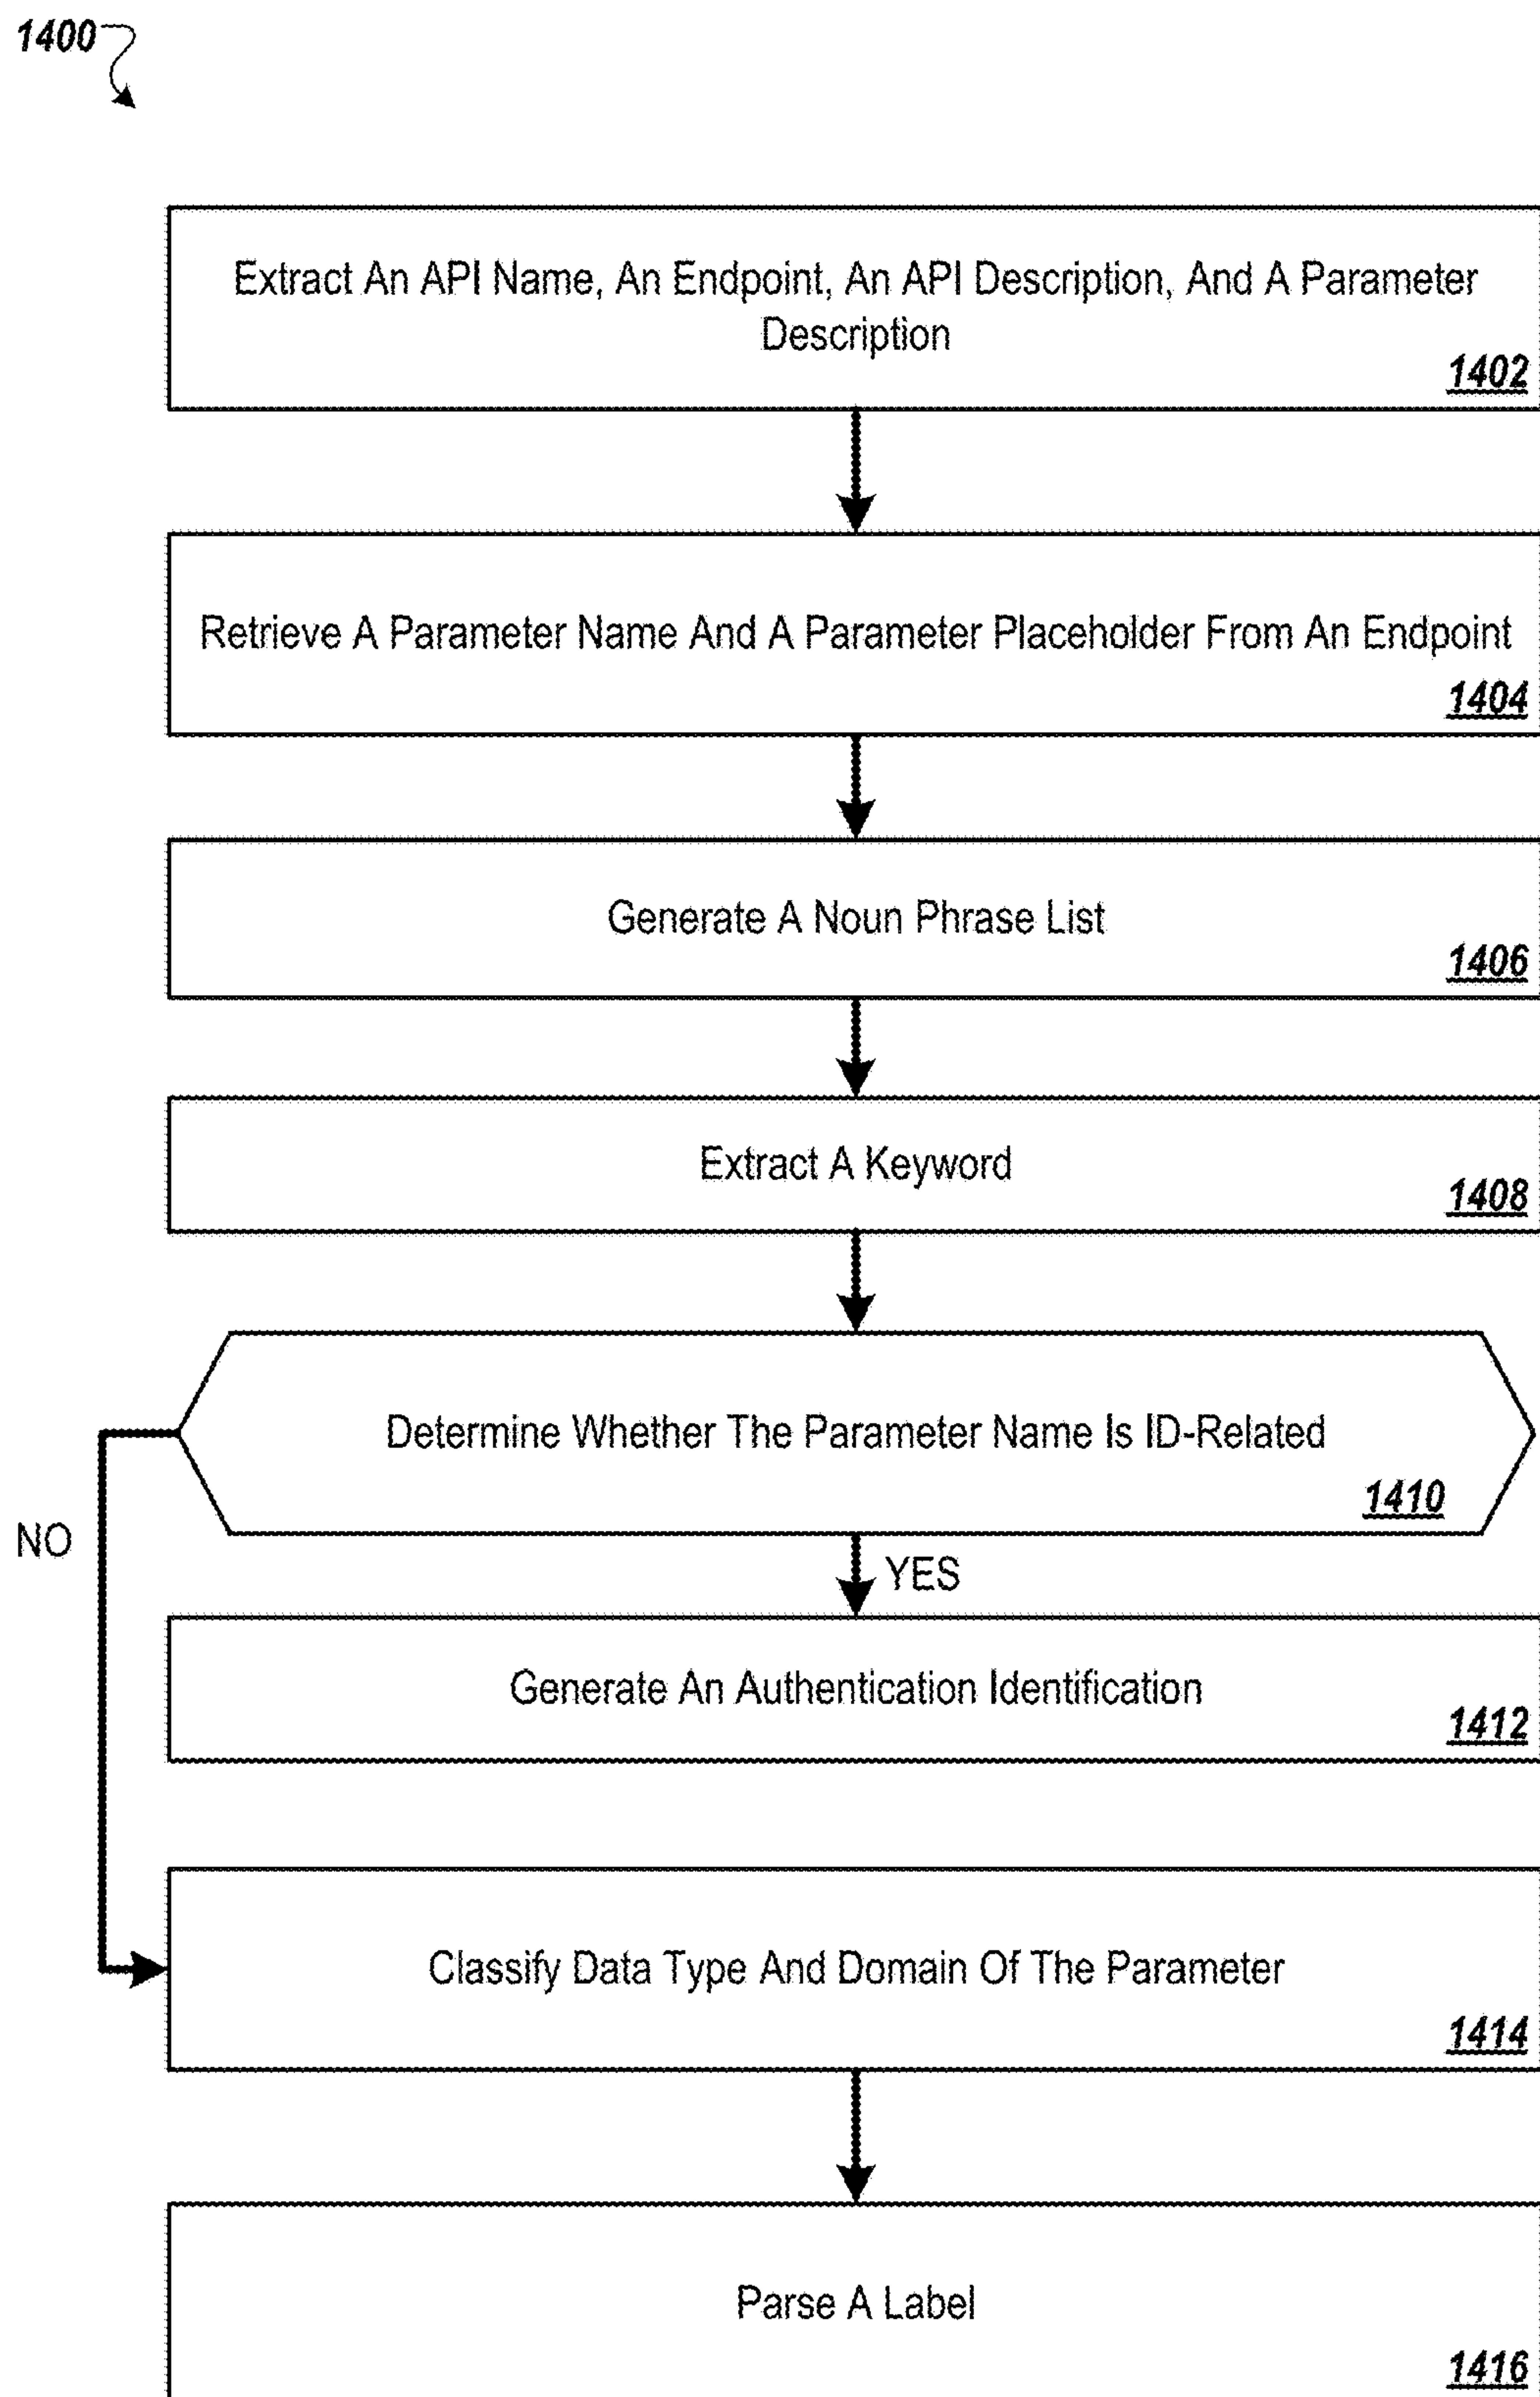 1400
Extract An API Name, An Endpoint, An API Description, And A Parameter
Description
1402
Retrieve A Parameter Name And A Parameter Placeholder From An Endpoint
1404
Generate A Noun Phrase List
1406
Extract A Keyword
1408
Determine Whether The Parameter Name Is ID-Related
1410
NO
YES
Generate An Authentication Identification
1412
Classify Data Type And Domain Of The Parameter
1414
Parse A Label
1416